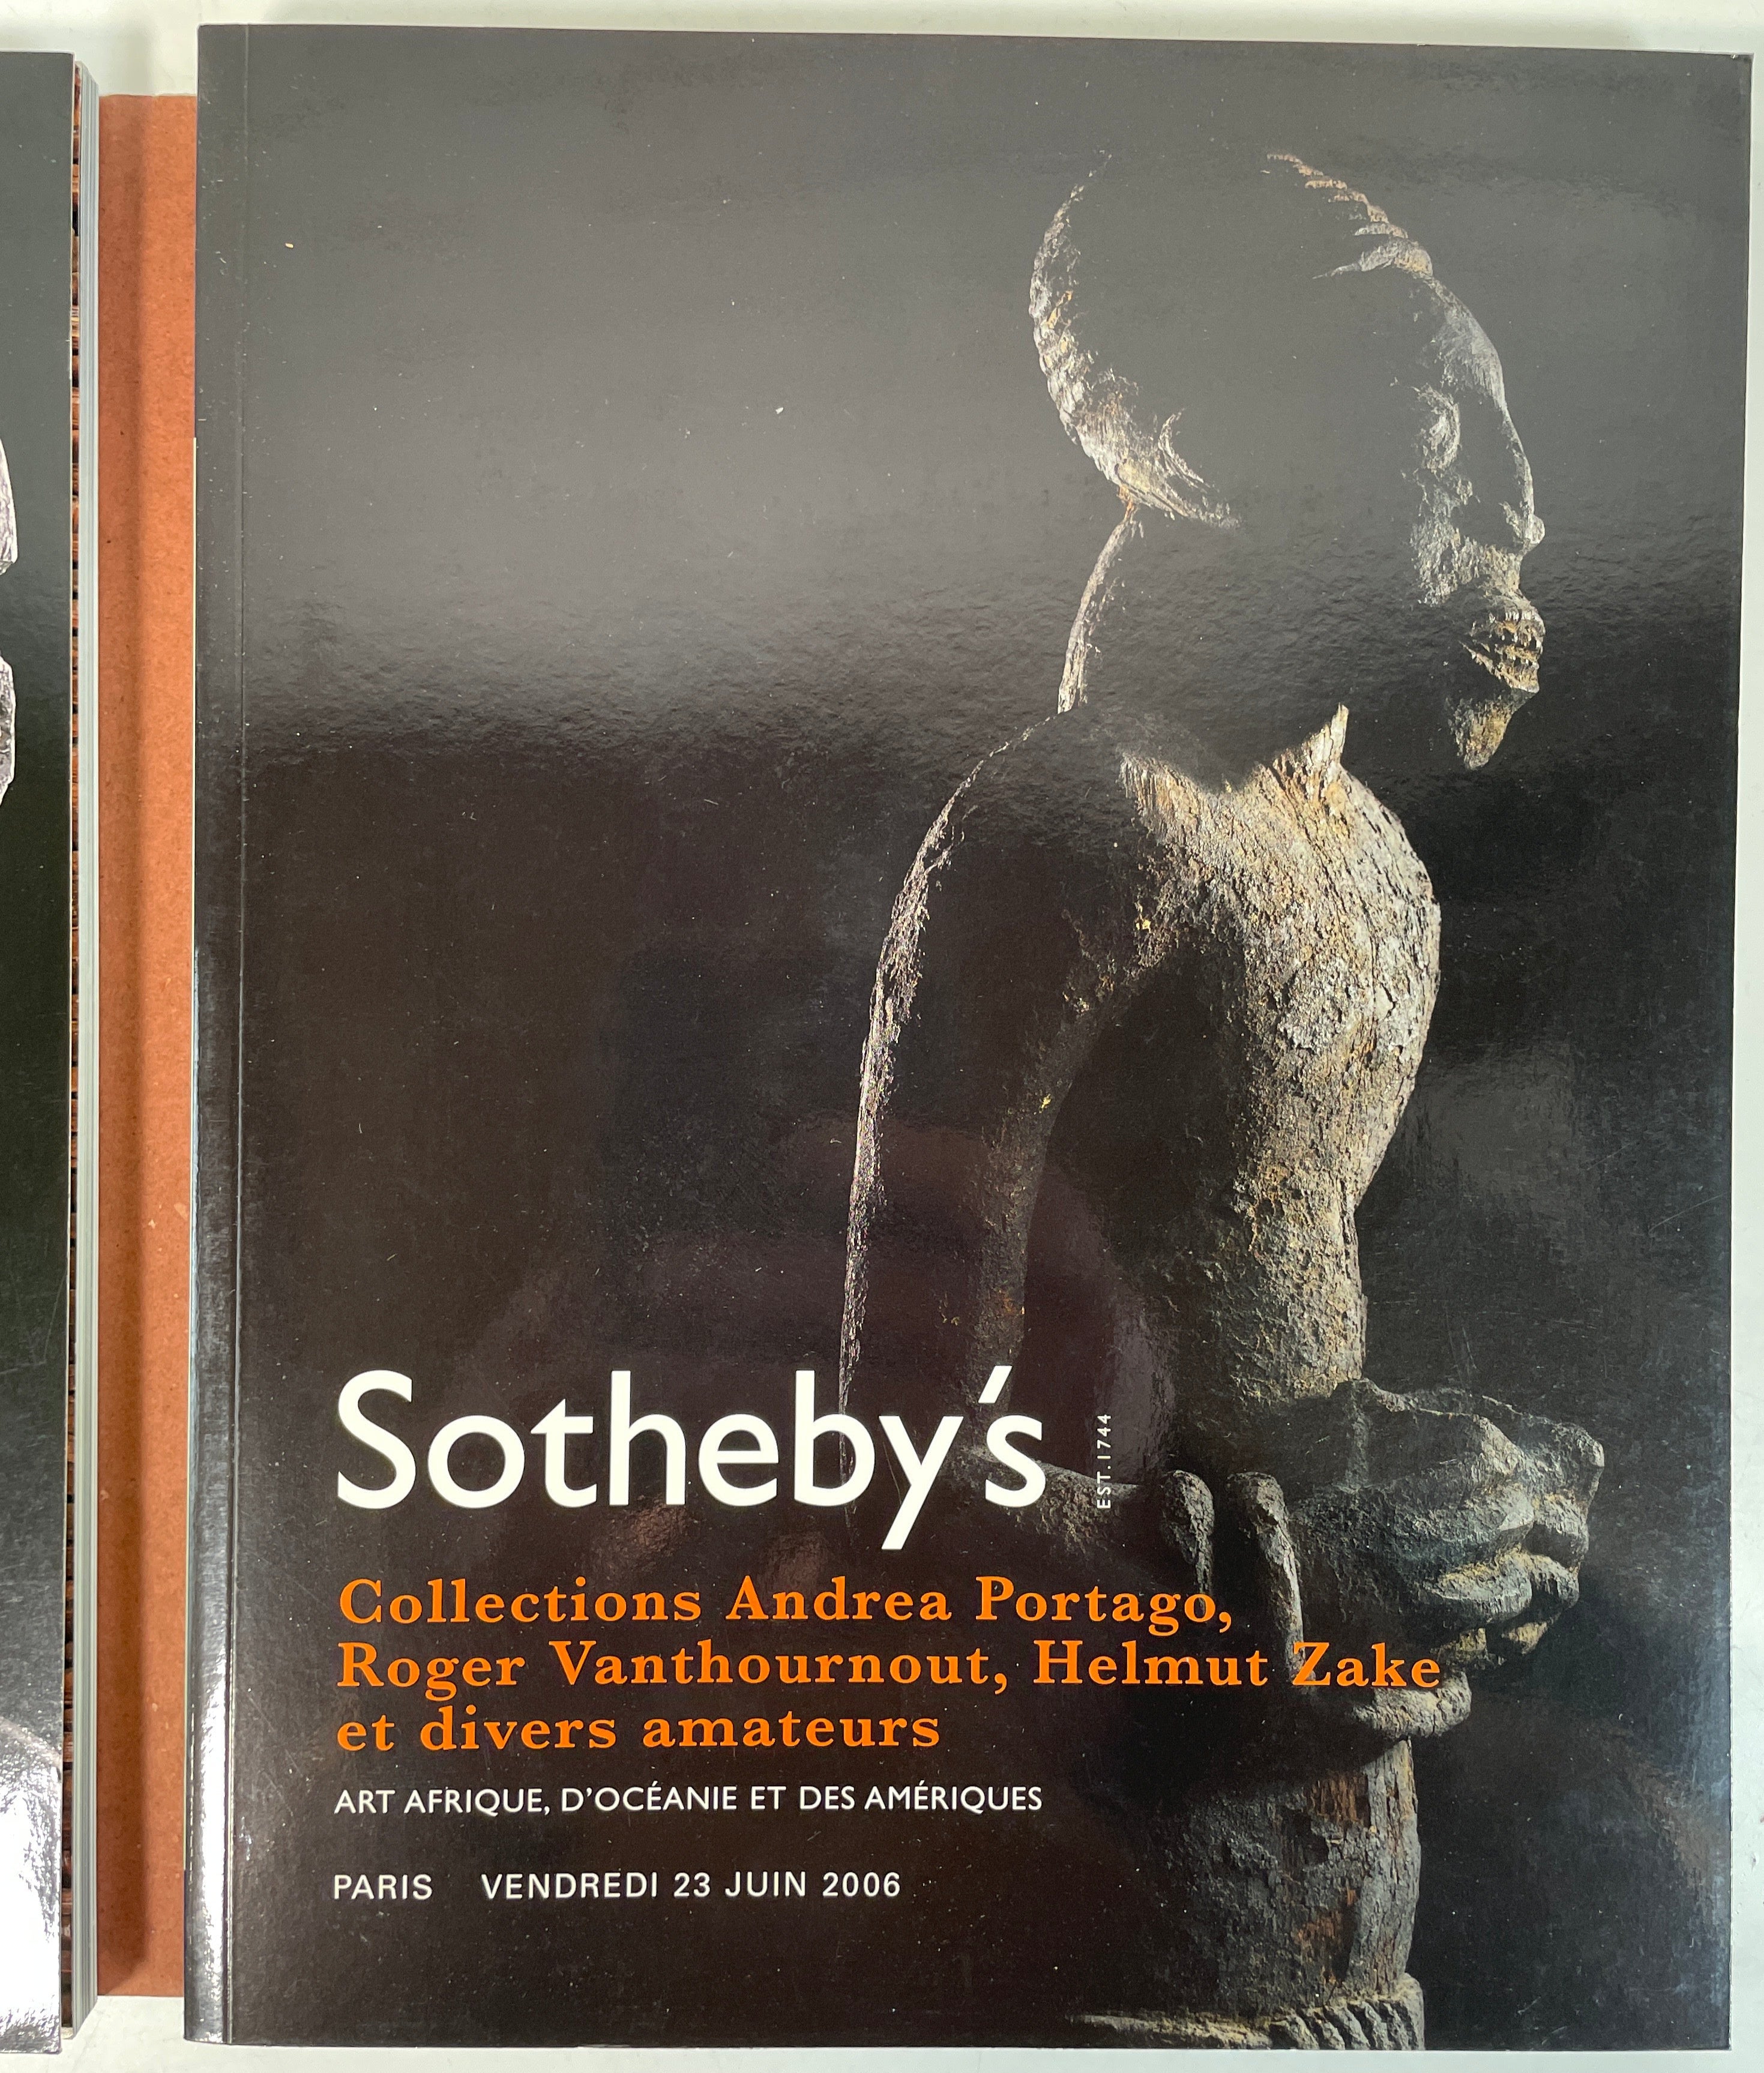 Sotheby's
EST. 1744
Collections Andrea Portago,
Roger Vanthournout, Helmut Zake
et divers amateurs
ART AFRIQUE, D'OCÉANIE ET DES AMÉRIQUES
PARIS VENDREDI 23 JUIN 2006